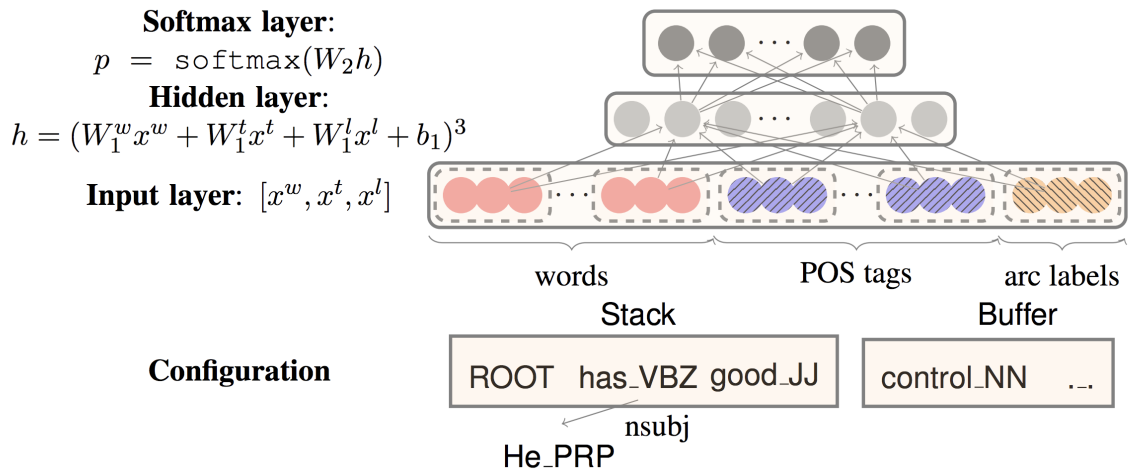 Softmax layer:
p = softmax(W₂h)
Hidden layer:
h = (W₁ʷxʷ + W₁ᵗxᵗ + W₁ˡxˡ + b₁)³
Input layer: [xʷ, xᵗ, xˡ]
words
POS tags
arc labels
Stack
Buffer
Configuration
ROOT has_VBZ good_JJ
control_NN ._.
nsubj
He_PRP